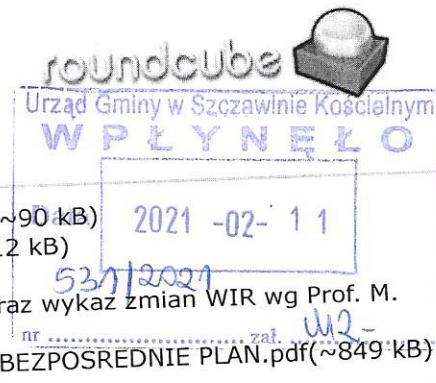 roundcube
Urząd Gminy w Szczawinie Kościelnym
WPŁYNĘŁO
~90 kB)
2021 -02- 11
2 kB)
531/2021
raz wykaz zmian WIR wg Prof. M.
nr ........................ zał.
BEZPOSREDNIE PLAN.pdf(~849 kB)